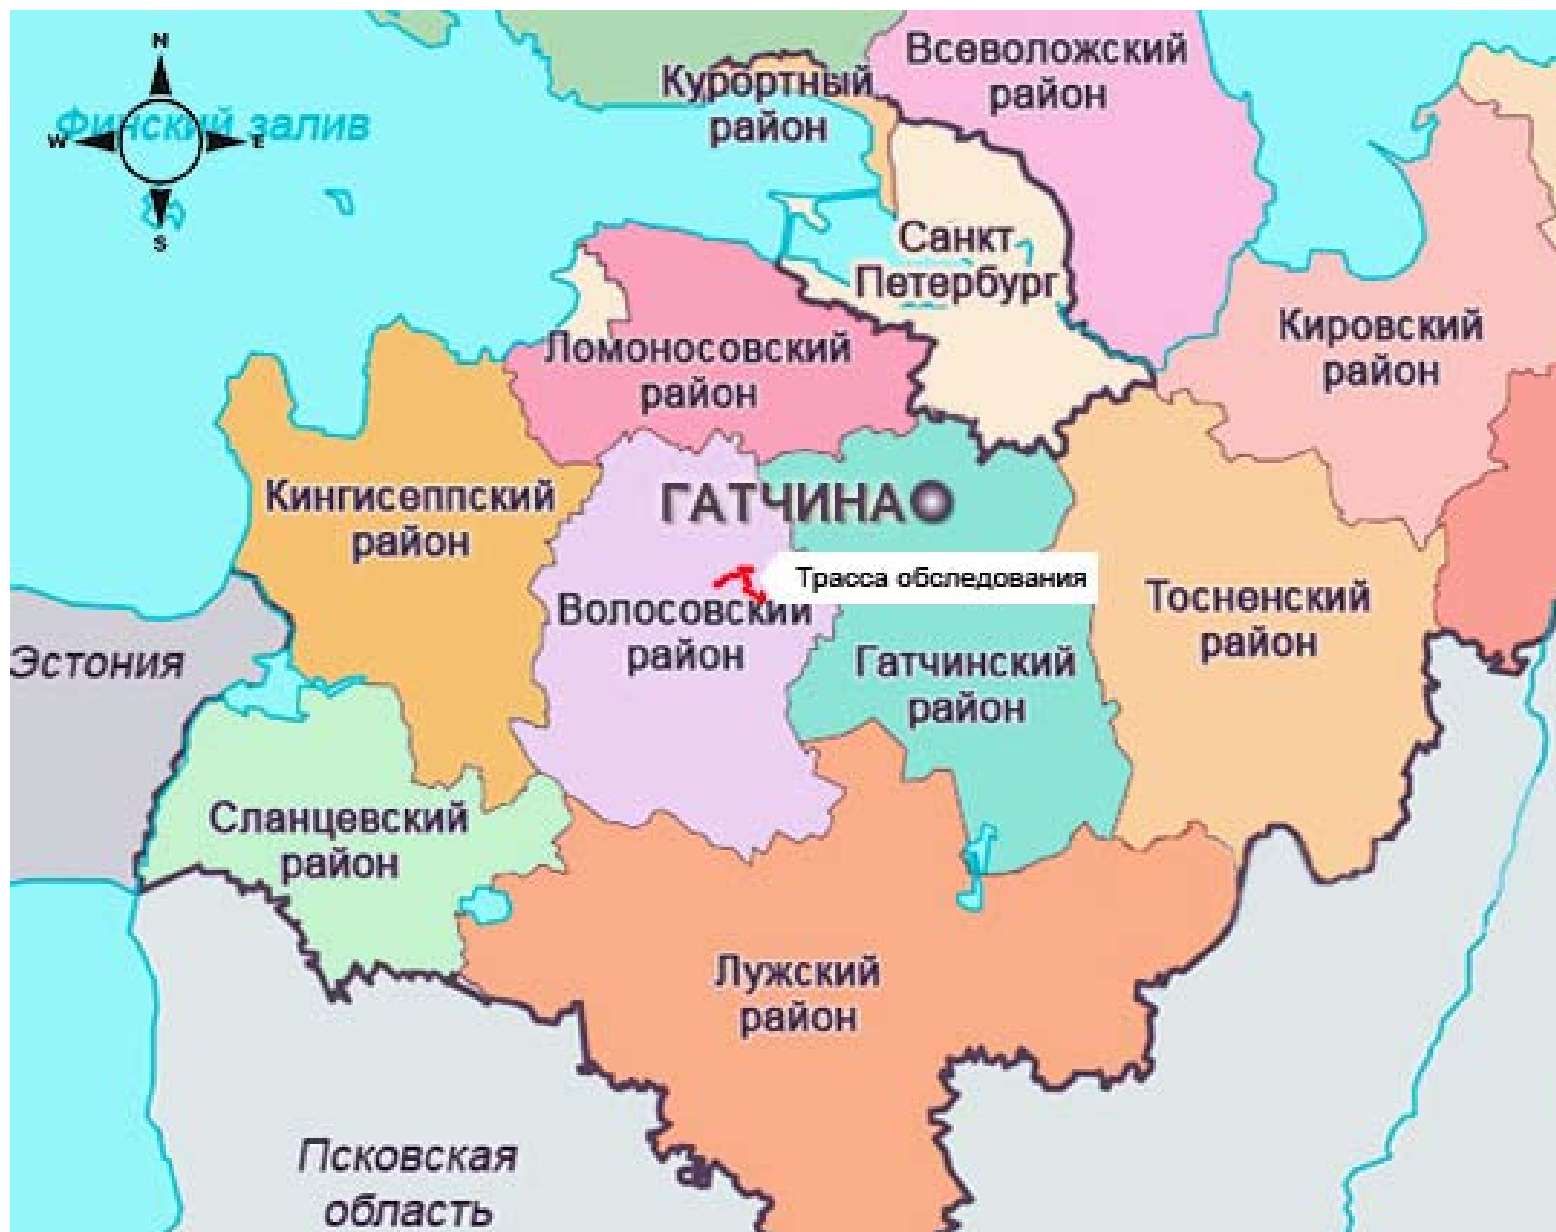 N
W
E
S
Финский залив
Курортный
район
Всеволожский
район
Санкт
Петербург
Кировский
район
Ломоносовский
район
Кингисеппский
район
ГАТЧИНА
Трасса обследования
Волосовский
район
Тосненский
район
Эстония
Гатчинский
район
Сланцевский
район
Лужский
район
Псковская
область